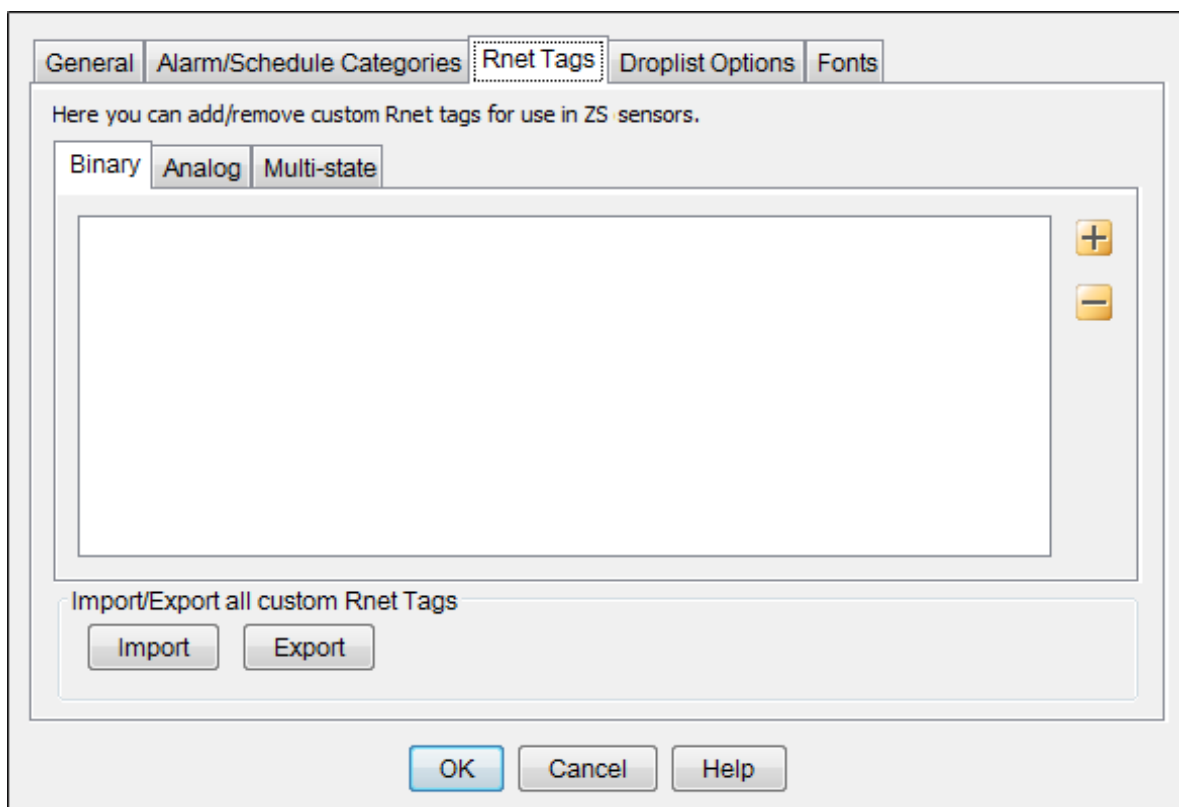 General Alarm/Schedule Categories Rnet Tags Droplist Options Fonts
Here you can add/remove custom Rnet tags for use in ZS sensors.
Binary Analog Multi-state
Import/Export all custom Rnet Tags
Import Export
OK Cancel Help